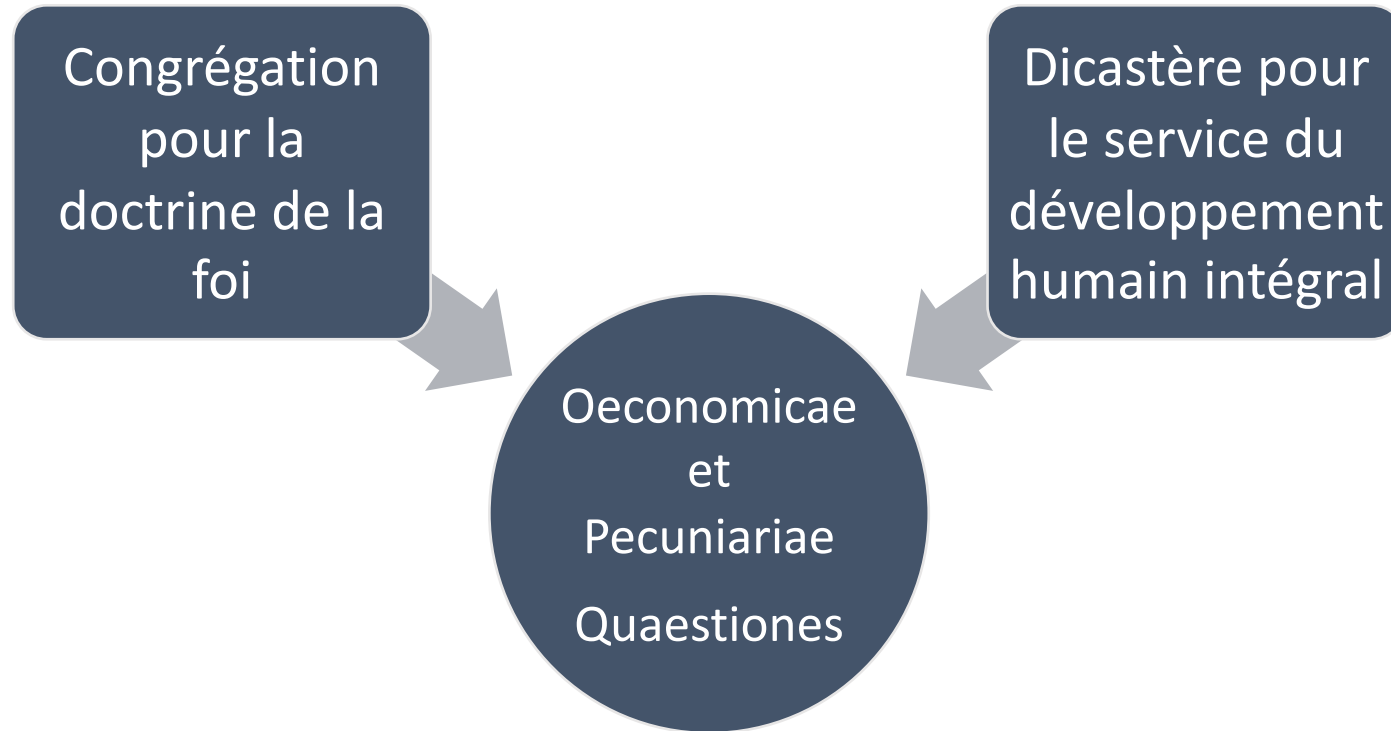 Congrégation
pour la
doctrine de la
foi
Dicastère pour
le service du
développement
humain intégral
Oeconomicae
et
Pecuniariae
Quaestiones